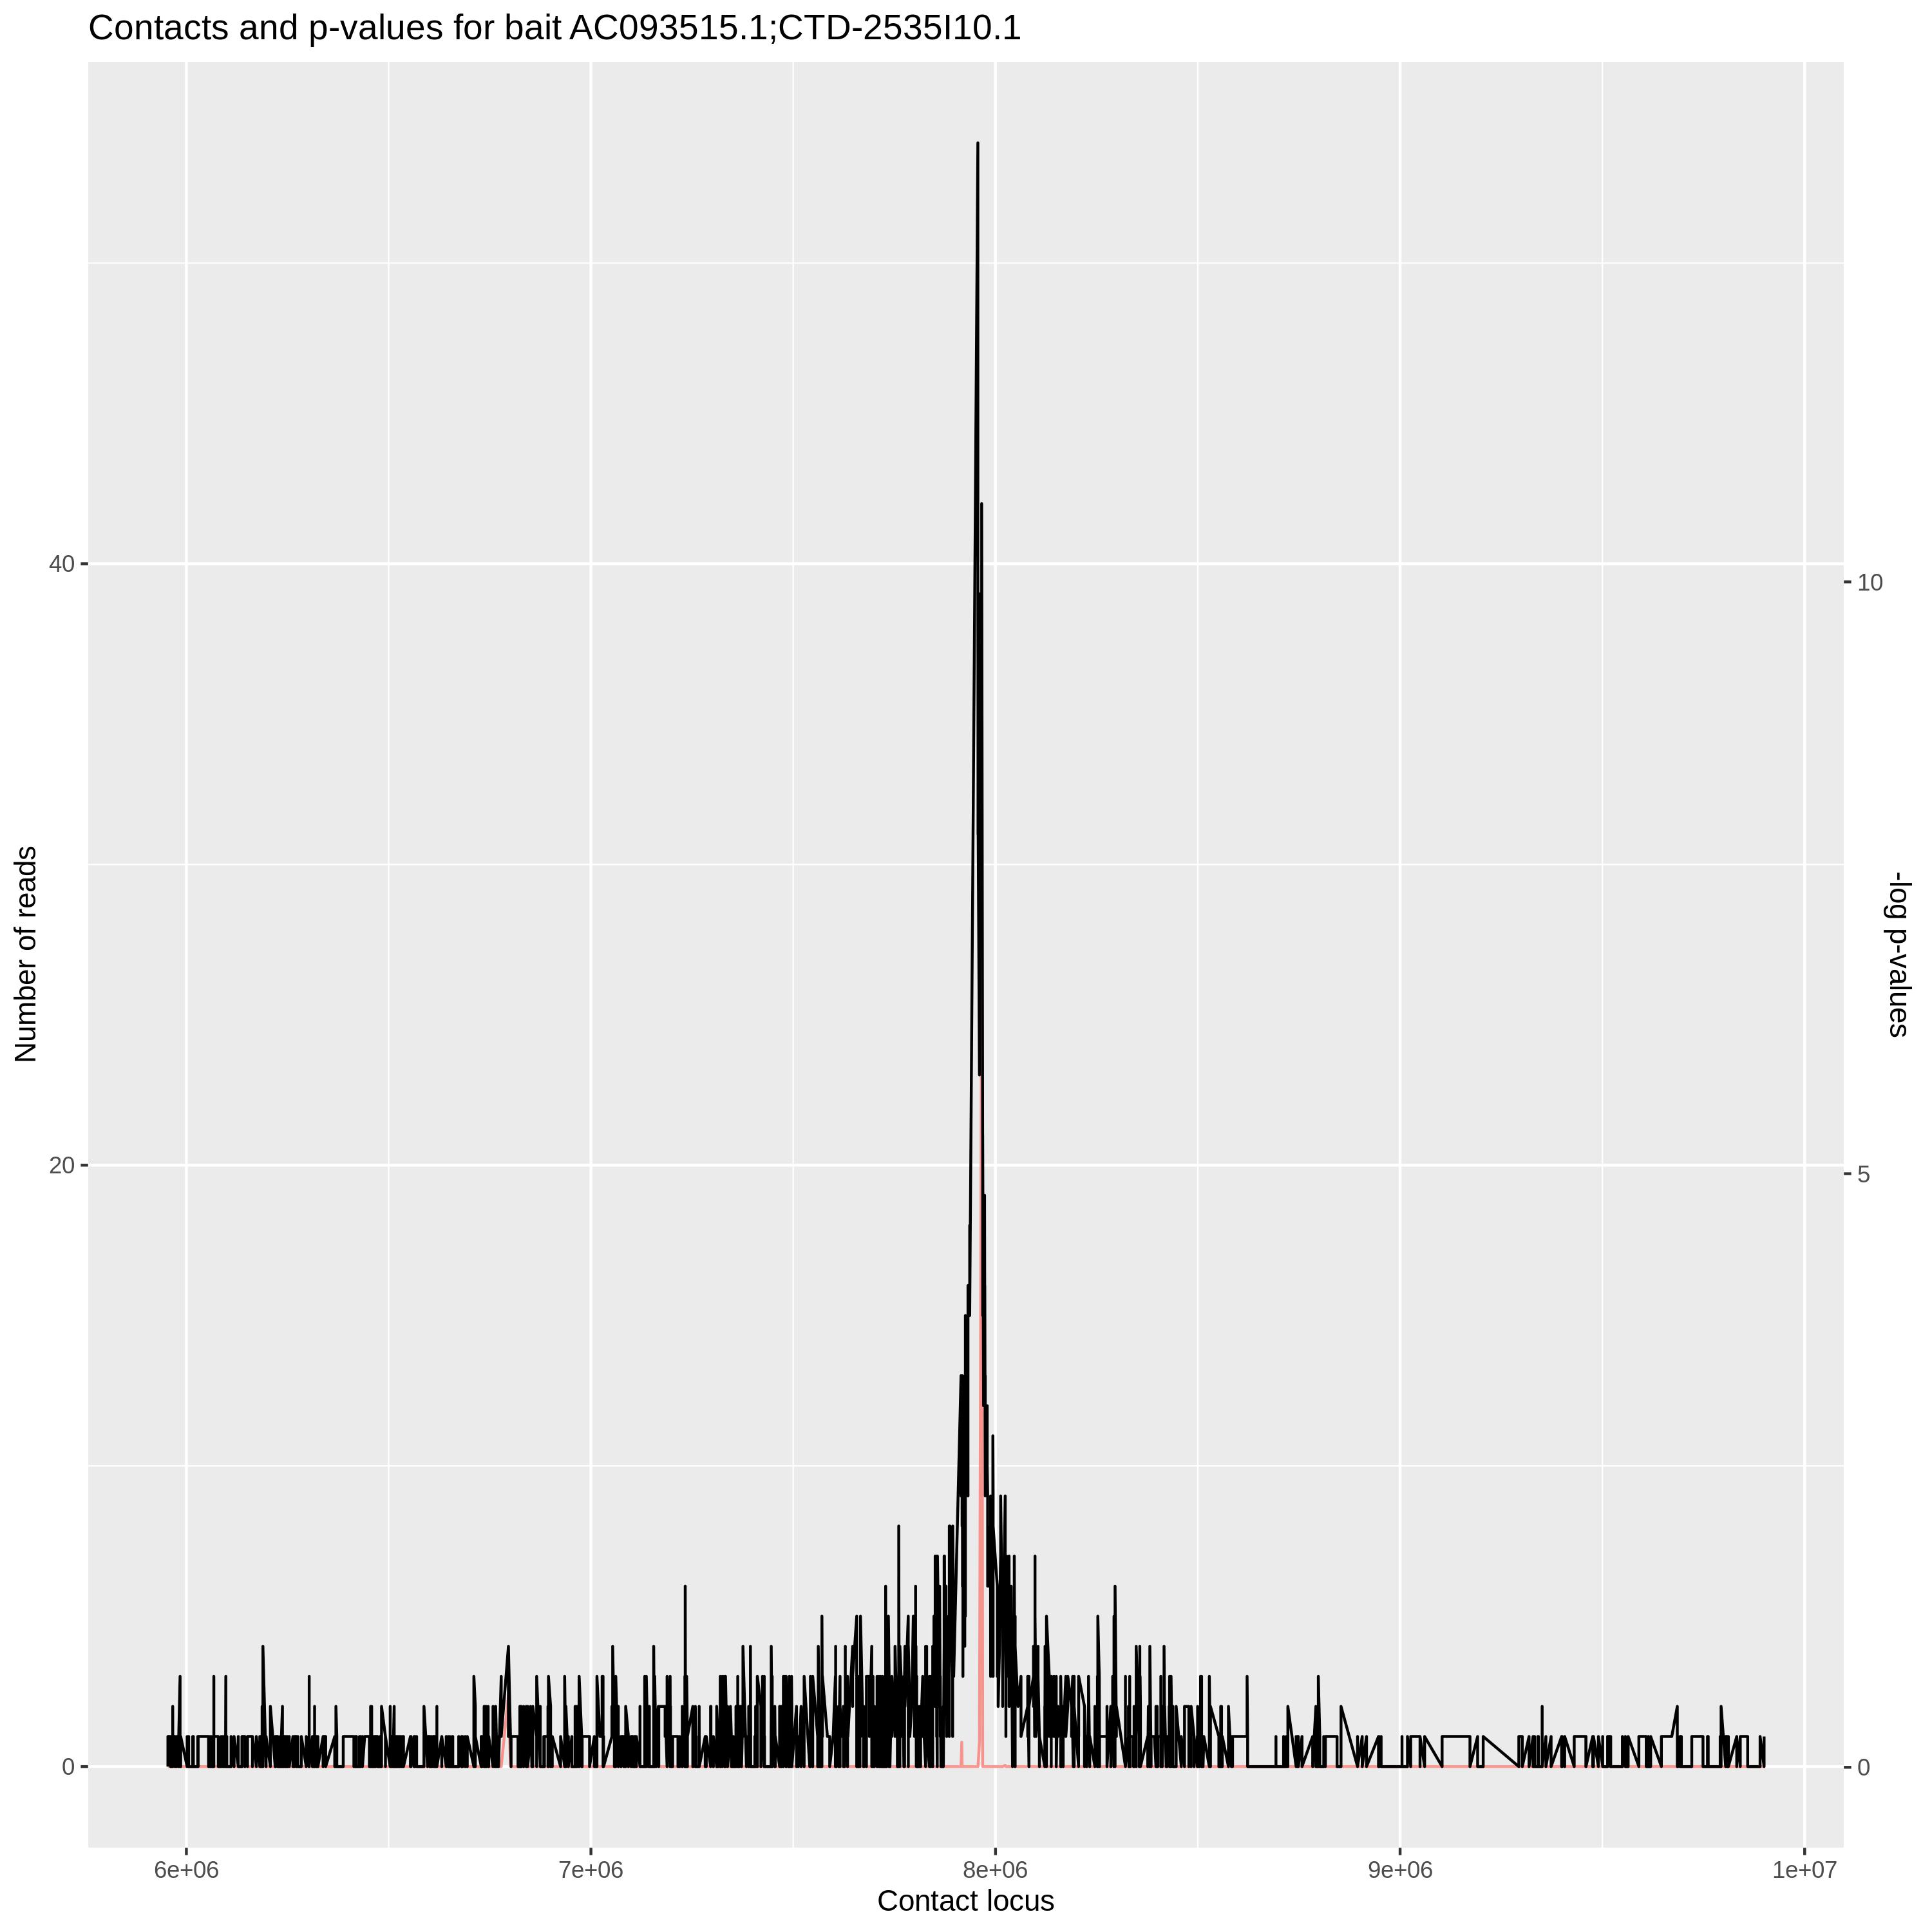 Contacts and p-values for bait AC093515.1;CTD-2535I10.1
40
20
0
Number of reads
10
5
0
-log p-values
6e+06
7e+06
8e+06
9e+06
1e+07
Contact locus